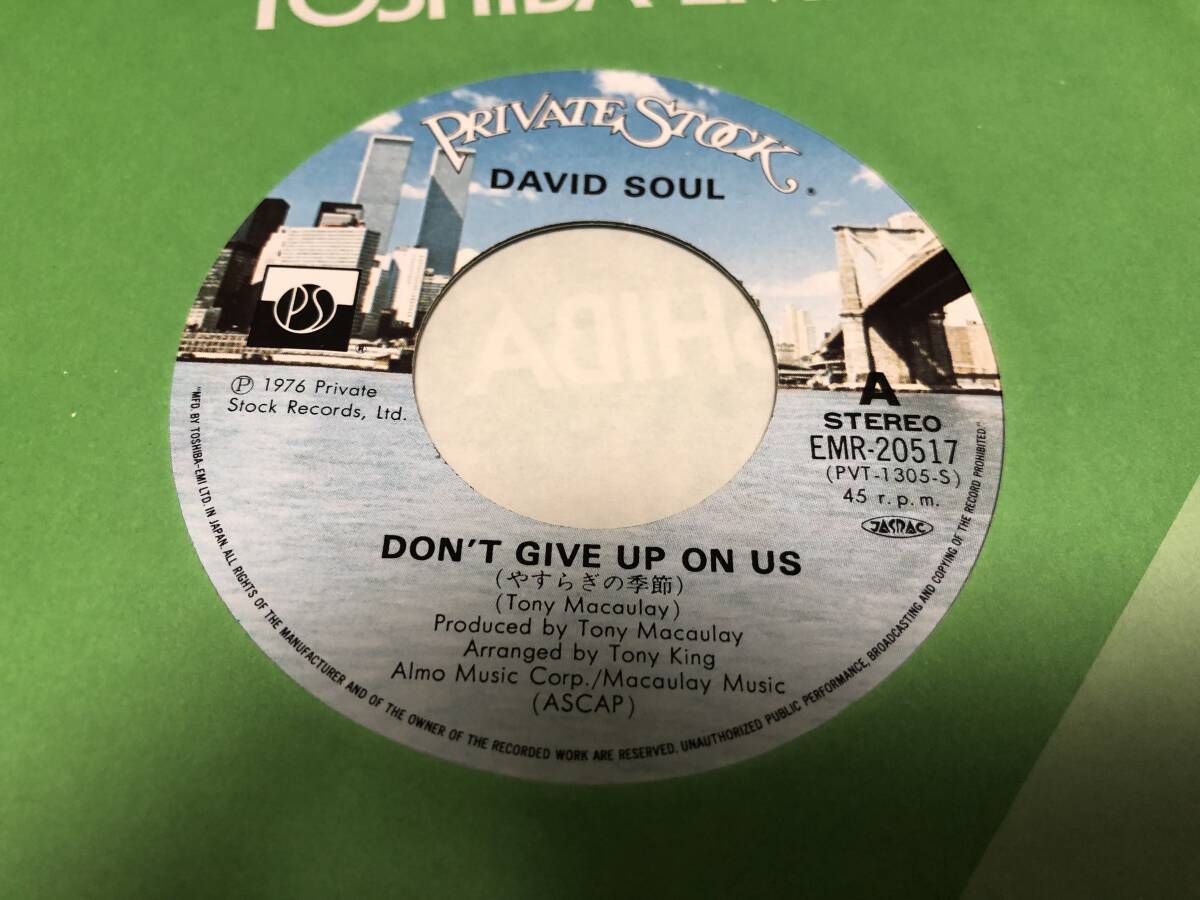 TOSHIBA
PRIVATE STOCK
DAVID SOUL
PS
Ⓟ 1976 Private
Stock Records, Ltd.
SHIBA
A
STEREO
EMR-20517
(PVT-1305-S)
45 r.p.m.
JASRAC
DON'T GIVE UP ON US
(やすらぎの季節)
(Tony Macaulay)
Produced by Tony Macaulay
Arranged by Tony King
Almo Music Corp./Macaulay Music
(ASCAP)
"MFD. BY TOSHIBA-EMI LTD. IN JAPAN. ALL RIGHTS OF THE MANUFACTURER AND OF THE OWNER OF THE RECORDED WORK ARE RESERVED. UNAUTHORIZED PUBLIC PERFORMANCE, BROADCASTING AND COPYING OF THE RECORD PROHIBITED."